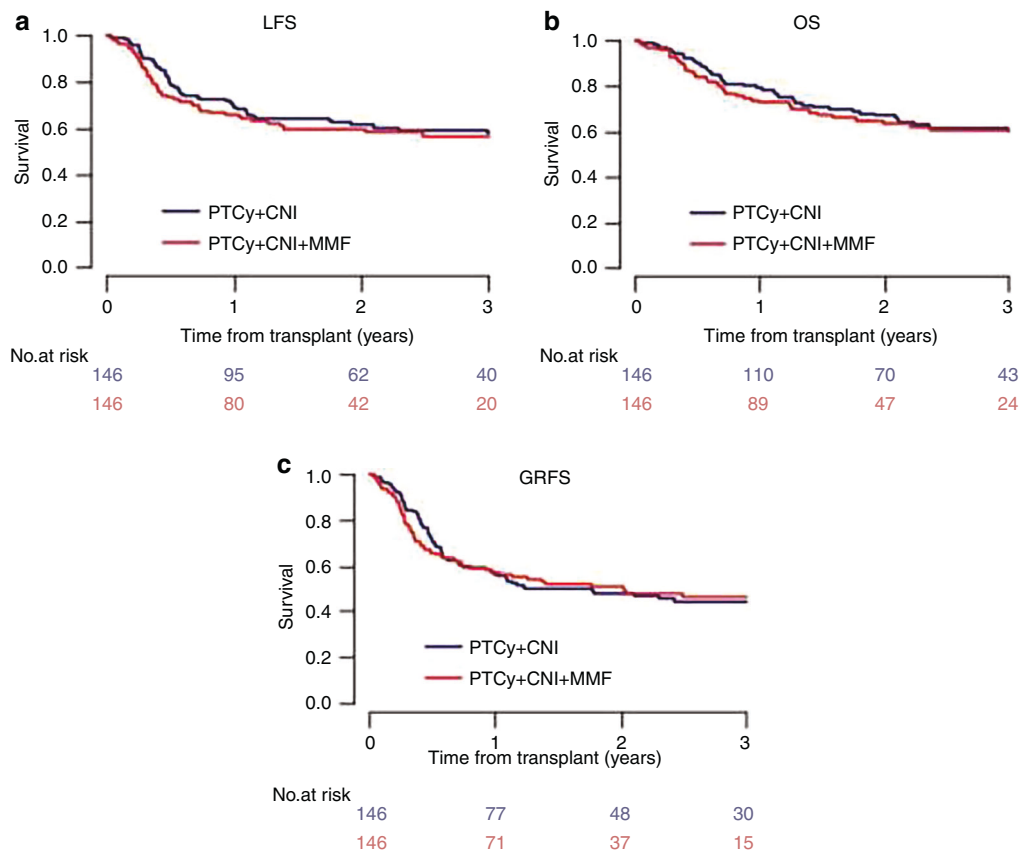 a
LFS
1.0
0.8
0.6
0.4
0.2
0.0
Survival
PTCy+CNI
PTCy+CNI+MMF
0 1 2 3
Time from transplant (years)
No.at risk
146 95 62 40
146 80 42 20
b
OS
1.0
0.8
0.6
0.4
0.2
0.0
Survival
PTCy+CNI
PTCy+CNI+MMF
0 1 2 3
Time from transplant (years)
No.at risk
146 110 70 43
146 89 47 24
c
GRFS
1.0
0.8
0.6
0.4
0.2
0.0
Survival
PTCy+CNI
PTCy+CNI+MMF
0 1 2 3
Time from transplant (years)
No.at risk
146 77 48 30
146 71 37 15